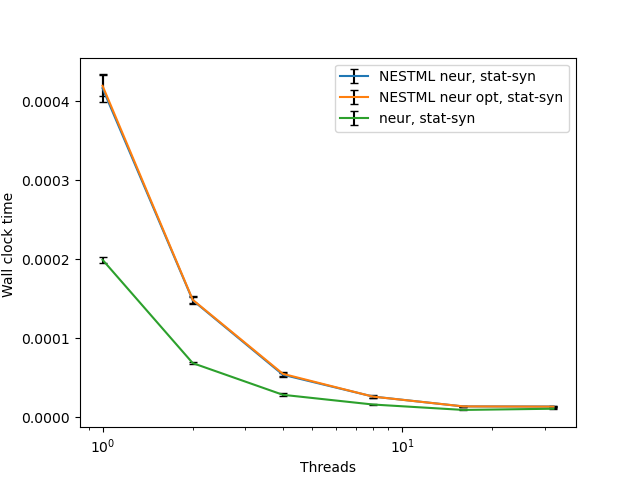 NESTML neur, stat-syn
NESTML neur opt, stat-syn
neur, stat-syn
0.0004
0.0003
0.0002
0.0001
0.0000
Wall clock time
10⁰
10¹
Threads